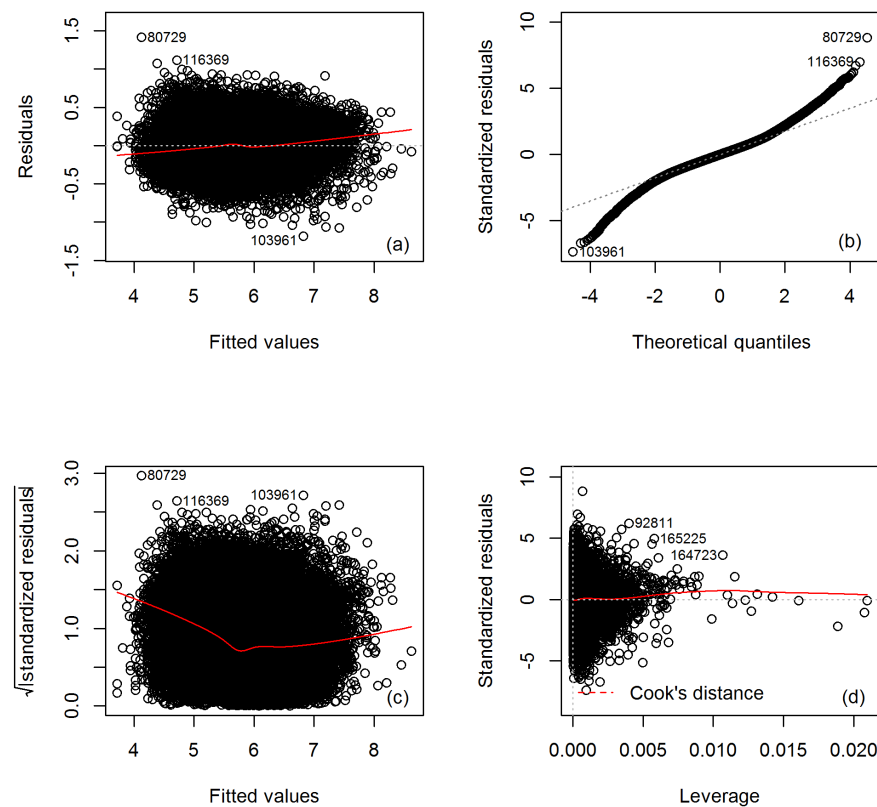 80729
116369
103961
(a)
1.5
0.5
-0.5
-1.5
Residuals
4 5 6 7 8
Fitted values
80729
116369
103961
(b)
10
5
0
-5
Standardized residuals
-4 -2 0 2 4
Theoretical quantiles
80729
116369
103961
(c)
3.0
2.0
1.0
0.0
√|standardized residuals|
4 5 6 7 8
Fitted values
92811
165225
164723
Cook's distance
(d)
10
5
0
-5
Standardized residuals
0.000 0.005 0.010 0.015 0.020
Leverage